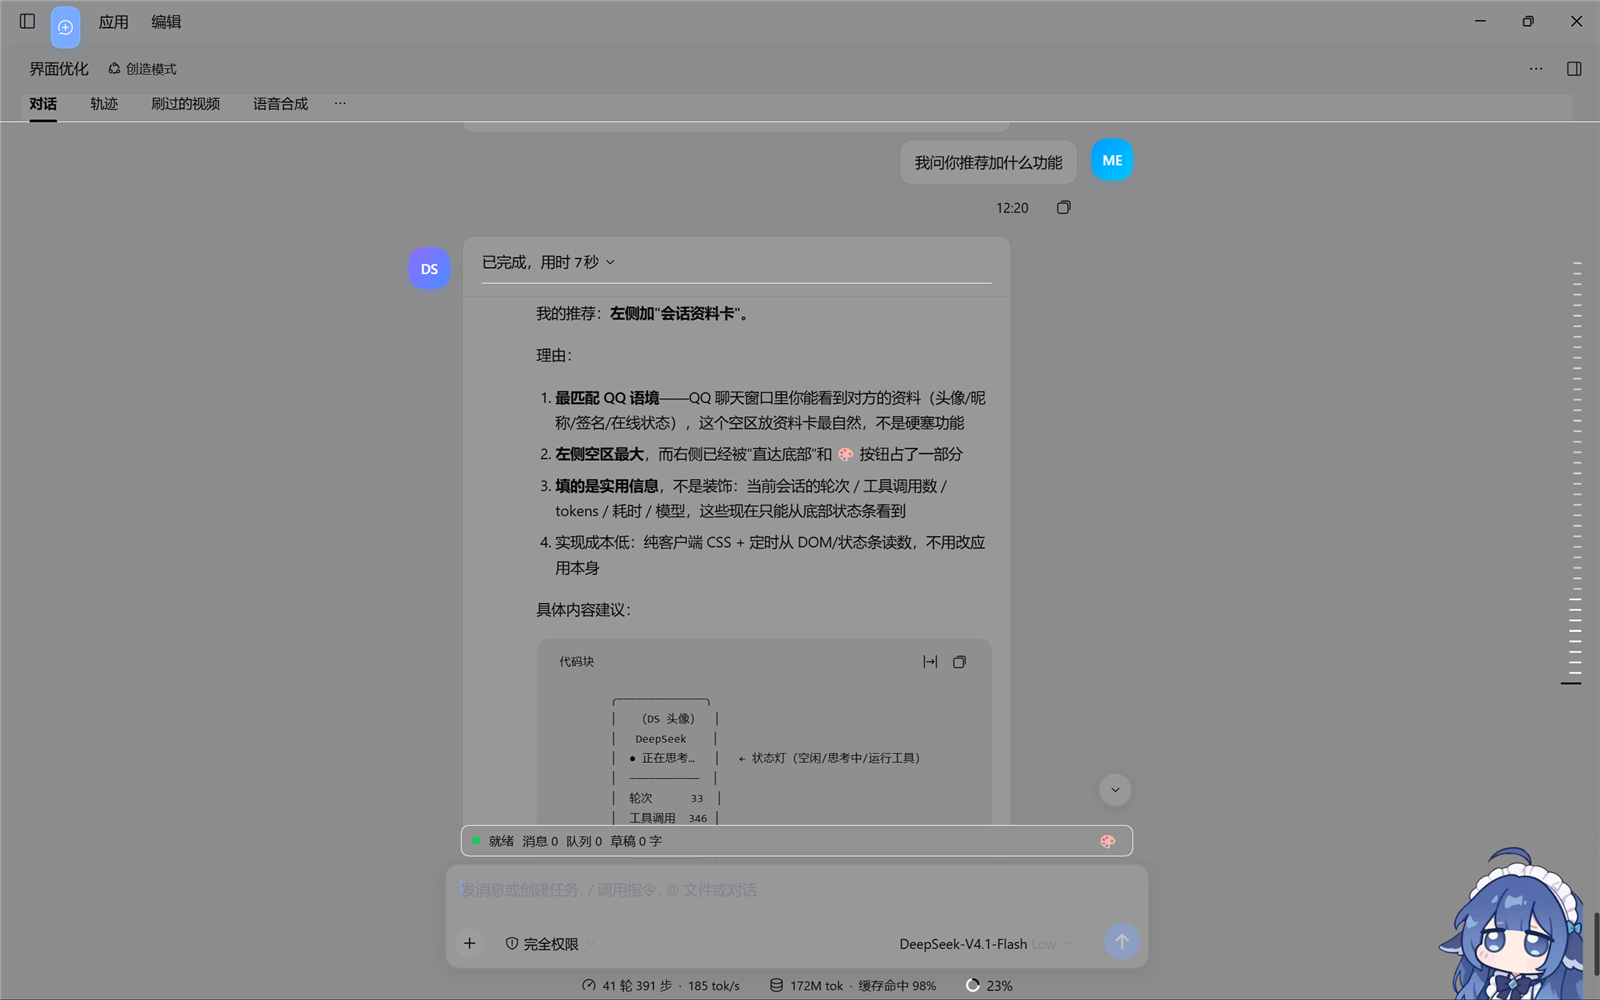 应用 编辑
界面优化 创造模式
对话 轨迹 刷过的视频 语音合成 ···
我问你推荐加什么功能
ME
12:20
DS
已完成，用时 7 秒
我的推荐：左侧加"会话资料卡"。
理由：
1. 最匹配 QQ 语境——QQ 聊天窗口里你能看到对方的资料（头像/昵
称/签名/在线状态），这个空区放资料卡最自然，不是硬塞功能
2. 左侧空区最大，而右侧已经被"直达底部"和 🎨 按钮占了一部分
3. 填的是实用信息，不是装饰：当前会话的轮次 / 工具调用数 /
tokens / 耗时 / 模型，这些现在只能从底部状态条看到
4. 实现成本低：纯客户端 CSS + 定时从 DOM/状态条读数，不用改应
用本身
具体内容建议：
代码块
（DS 头像）
DeepSeek
● 正在思考… ← 状态灯（空闲/思考中/运行工具）
轮次 33
工具调用 346
就绪 消息 0 队列 0 草稿 0 字
发消息或创建任务. / 调用指令, @ 文件或对话
完全权限
DeepSeek-V4.1-Flash Low
41 轮 391 步 · 185 tok/s 172M tok · 缓存命中 98% 23%